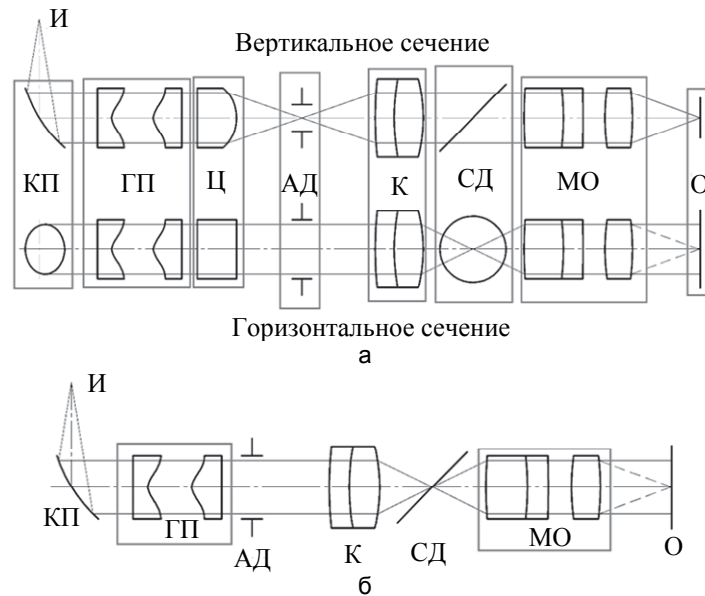 И
Вертикальное сечение
КП
ГП
Ц
АД
К
СД
МО
О
Горизонтальное сечение
а
И
КП
ГП
АД
К
СД
МО
О
б